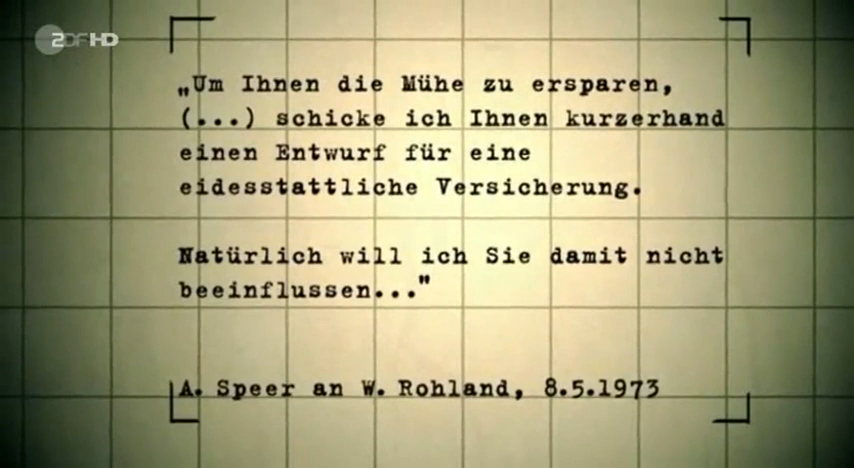 ZDFHD
„Um Ihnen die Mühe zu ersparen,
(...) schicke ich Ihnen kurzerhand
einen Entwurf für eine
eidesstattliche Versicherung.
Natürlich will ich Sie damit nicht
beeinflussen..."
A. Speer an W. Rohland, 8.5.1973